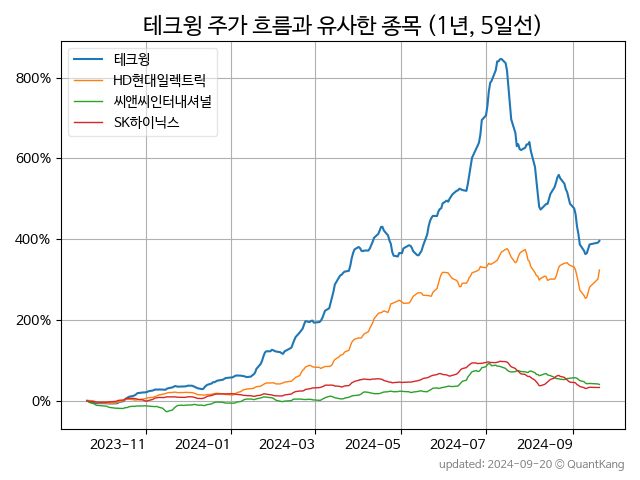 테크윙 주가 흐름과 유사한 종목 (1년, 5일선)
테크윙
HD현대일렉트릭
씨앤씨인터내셔널
SK하이닉스
800%
600%
400%
200%
0%
2023-11 2024-01 2024-03 2024-05 2024-07 2024-09
updated: 2024-09-20 © QuantKang